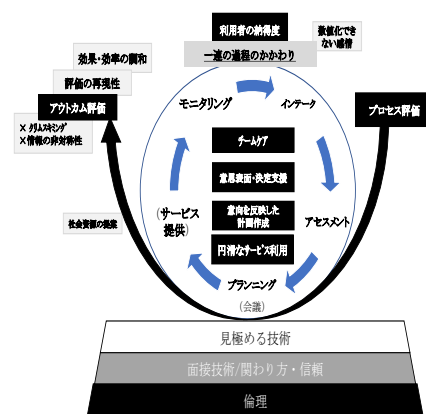 利用者の納得度
数値化でき
ない感情
一連の過程のかかわり
効果・効率の調和
評価の再現性
アウトカム評価
× クリムスキミング
×情報の非対称性
プロセス評価
モニタリング
インテーク
チームケア
意思表面・決定支援
意向を反映した
計画作成
円滑なサービス利用
(サービス
提供)
アセスメント
社会資源の提案
プランニング
(会議)
見極める技術
面接技術/関わり方・信頼
倫理